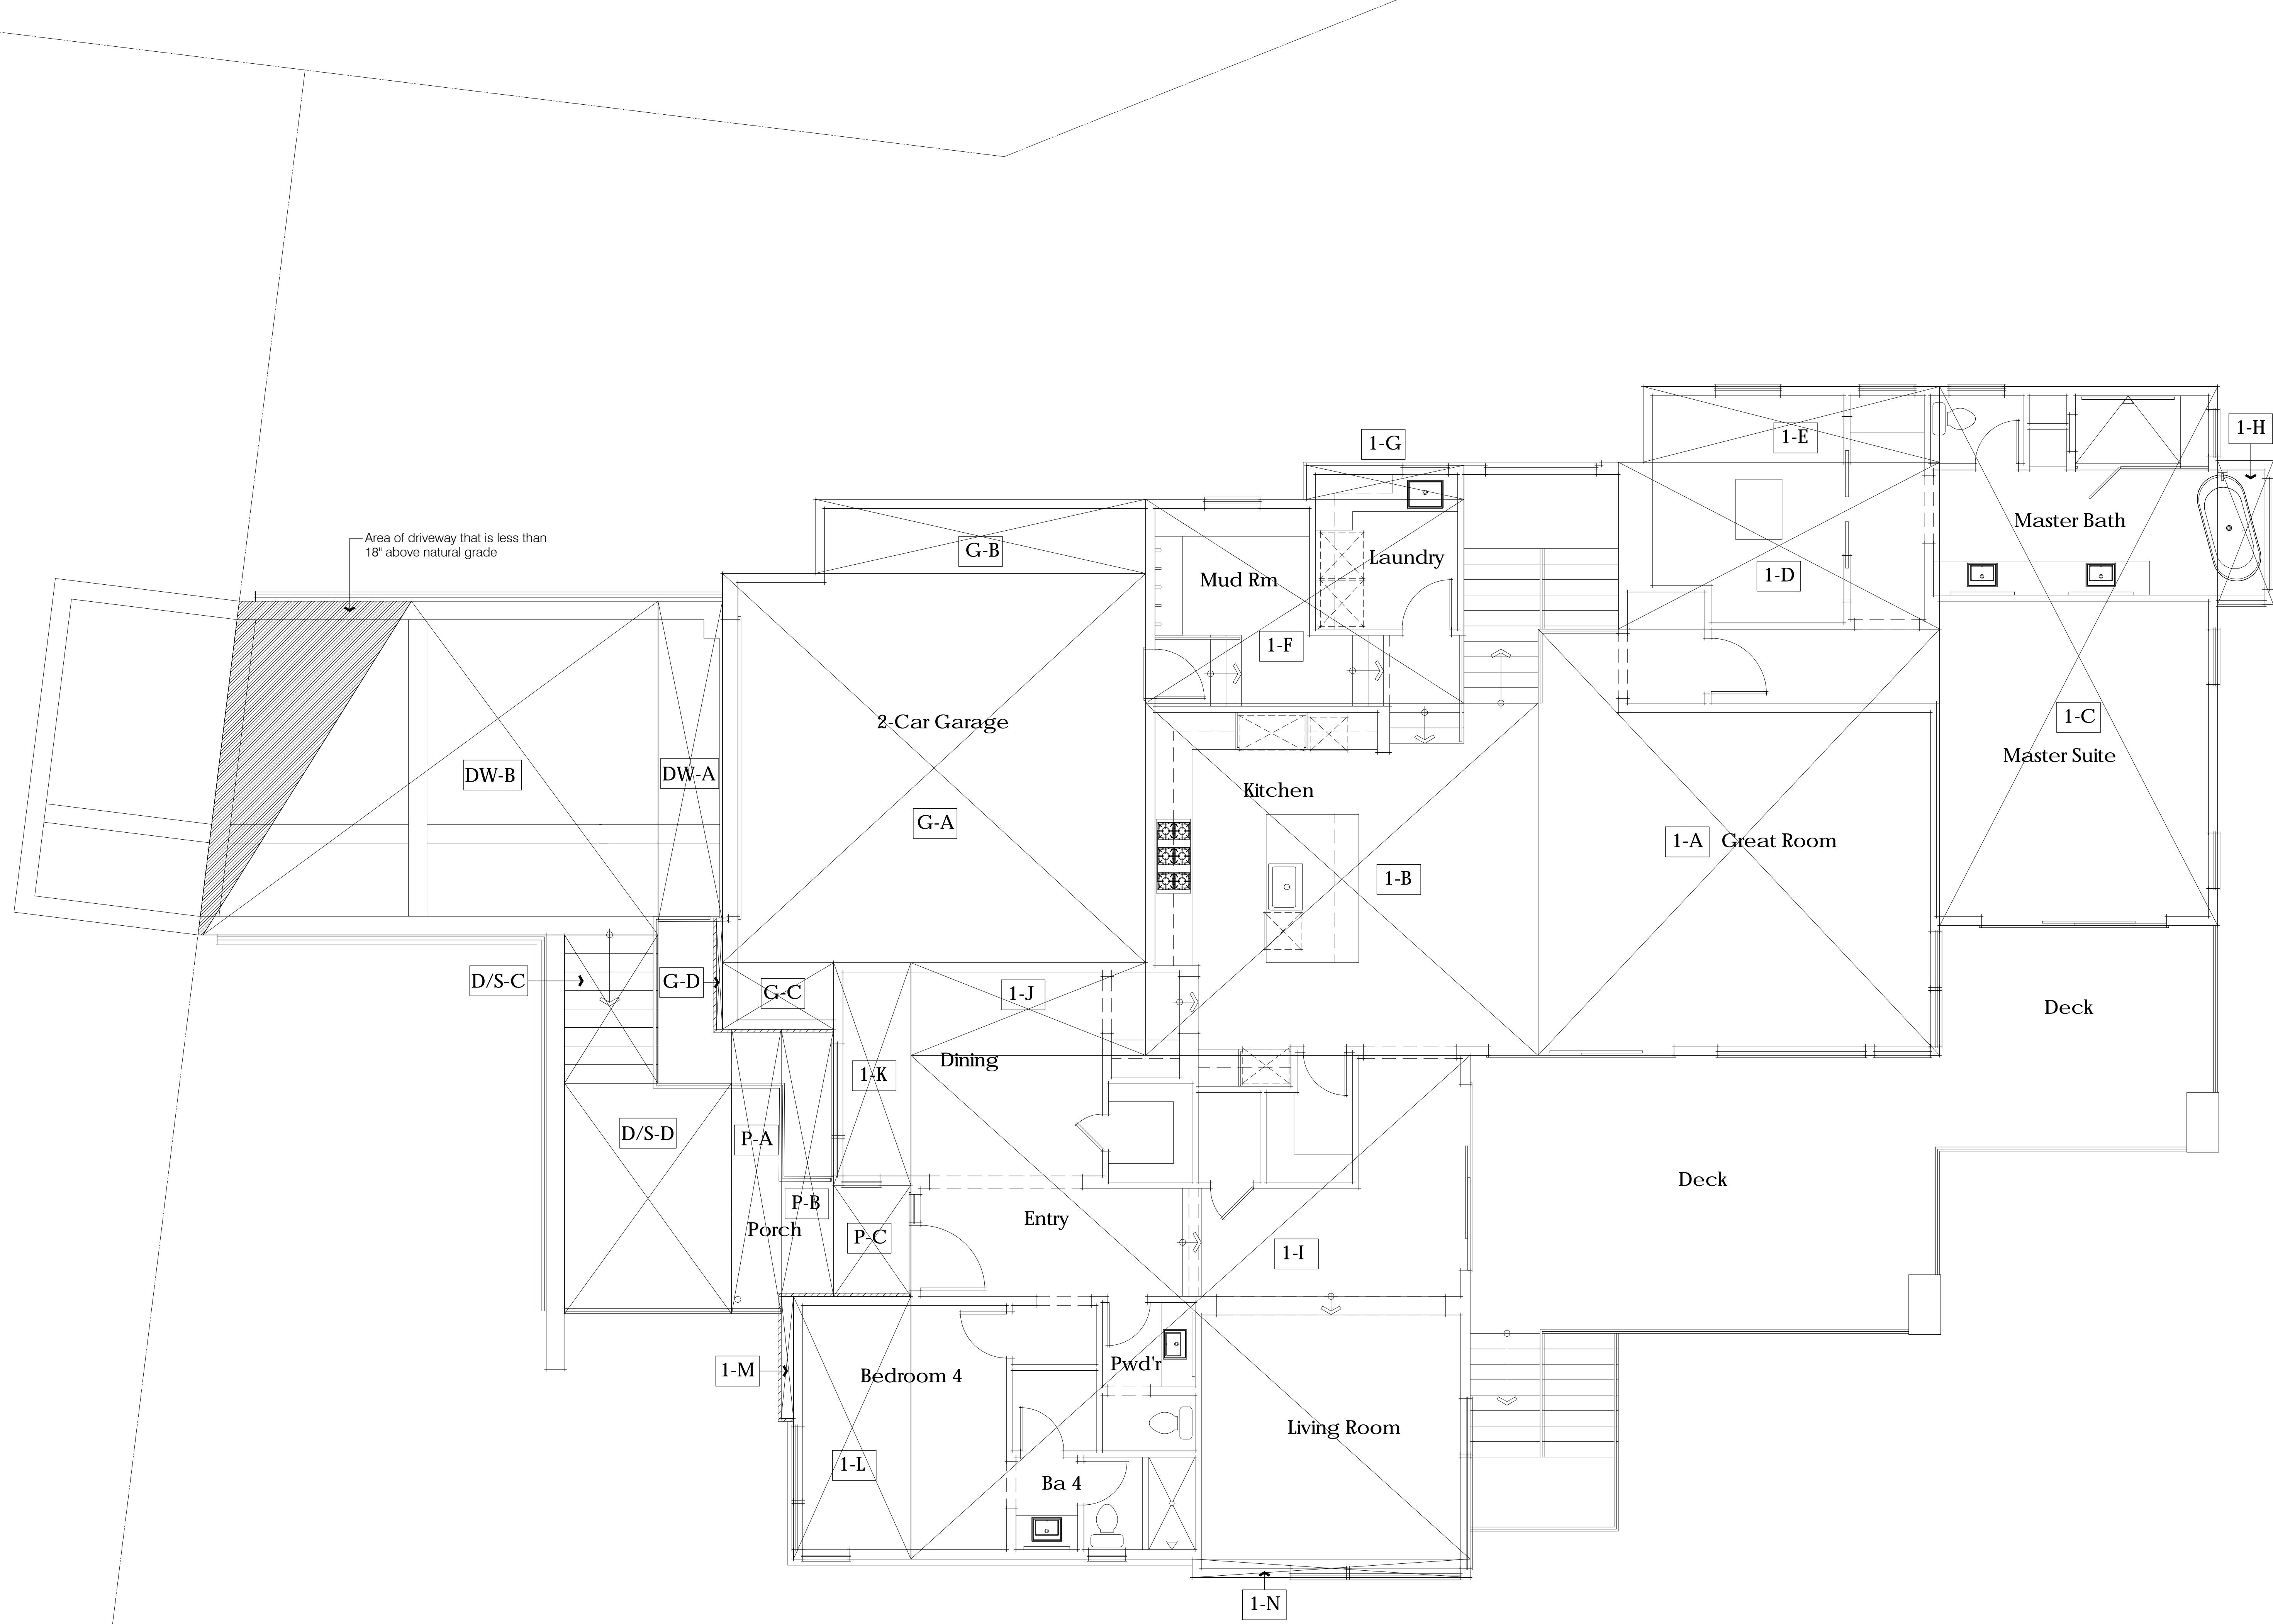 1-E
1-G
1-H
Master Bath
Area of driveway that is less than
18" above natural grade
G-B
Laundry
Mud Rm
1-D
1-F
1-C
2-Car Garage
Master Suite
DW-B
DW-A
Kitchen
G-A
1-A
Great Room
1-B
D/S-C
G-D
G-C
1-J
Deck
Dining
1-K
D/S-D
P-A
Deck
P-B
Porch
P-C
Entry
1-I
1-M
Bedroom 4
Pwd'r
Living Room
1-L
Ba 4
1-N